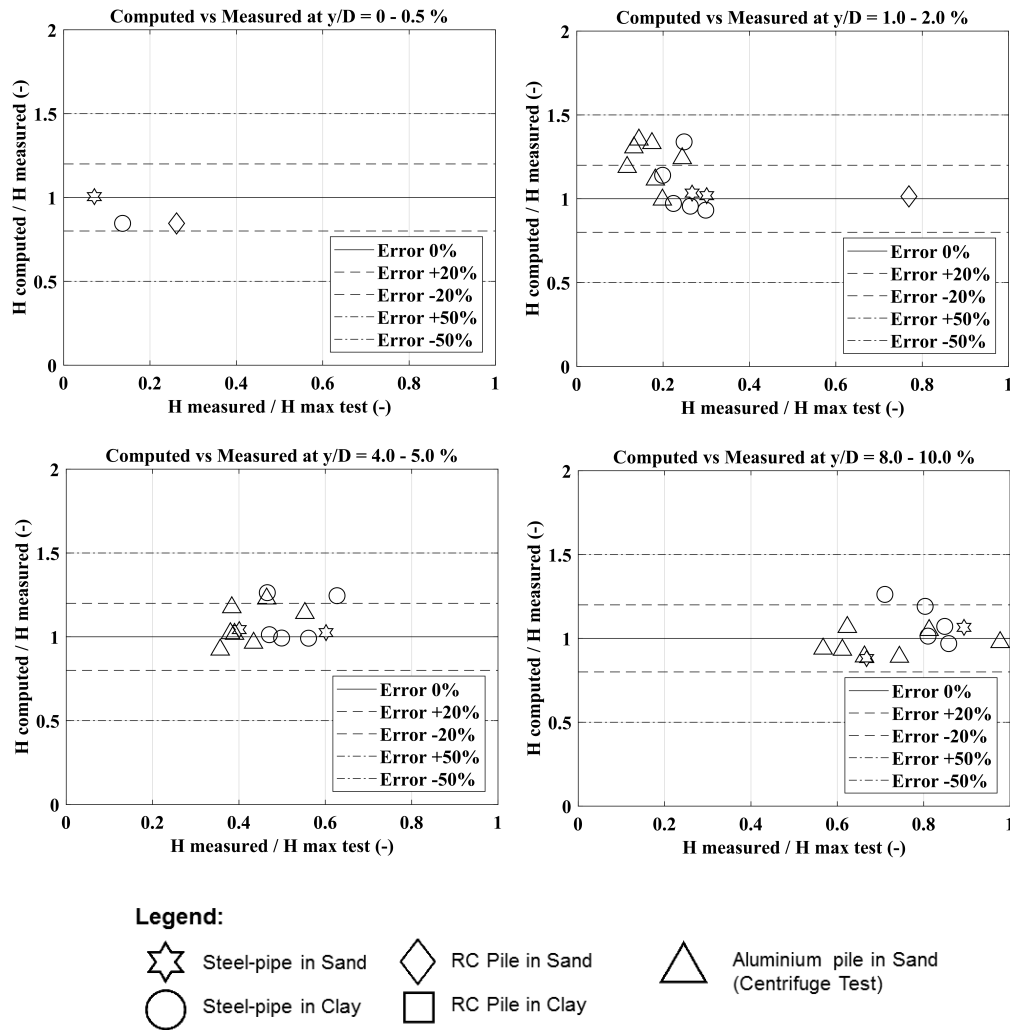 Computed vs Measured at y/D = 0 - 0.5 %
H computed / H measured (-)
2
1.5
1
0.5
0
Error 0%
Error +20%
Error -20%
Error +50%
Error -50%
0 0.2 0.4 0.6 0.8 1
H measured / H max test (-)
Computed vs Measured at y/D = 1.0 - 2.0 %
H computed / H measured (-)
2
1.5
1
0.5
0
Error 0%
Error +20%
Error -20%
Error +50%
Error -50%
0 0.2 0.4 0.6 0.8 1
H measured / H max test (-)
Computed vs Measured at y/D = 4.0 - 5.0 %
H computed / H measured (-)
2
1.5
1
0.5
0
Error 0%
Error +20%
Error -20%
Error +50%
Error -50%
0 0.2 0.4 0.6 0.8 1
H measured / H max test (-)
Computed vs Measured at y/D = 8.0 - 10.0 %
H computed / H measured (-)
2
1.5
1
0.5
0
Error 0%
Error +20%
Error -20%
Error +50%
Error -50%
0 0.2 0.4 0.6 0.8 1
H measured / H max test (-)
Legend:
Steel-pipe in Sand
Steel-pipe in Clay
RC Pile in Sand
RC Pile in Clay
Aluminium pile in Sand
(Centrifuge Test)